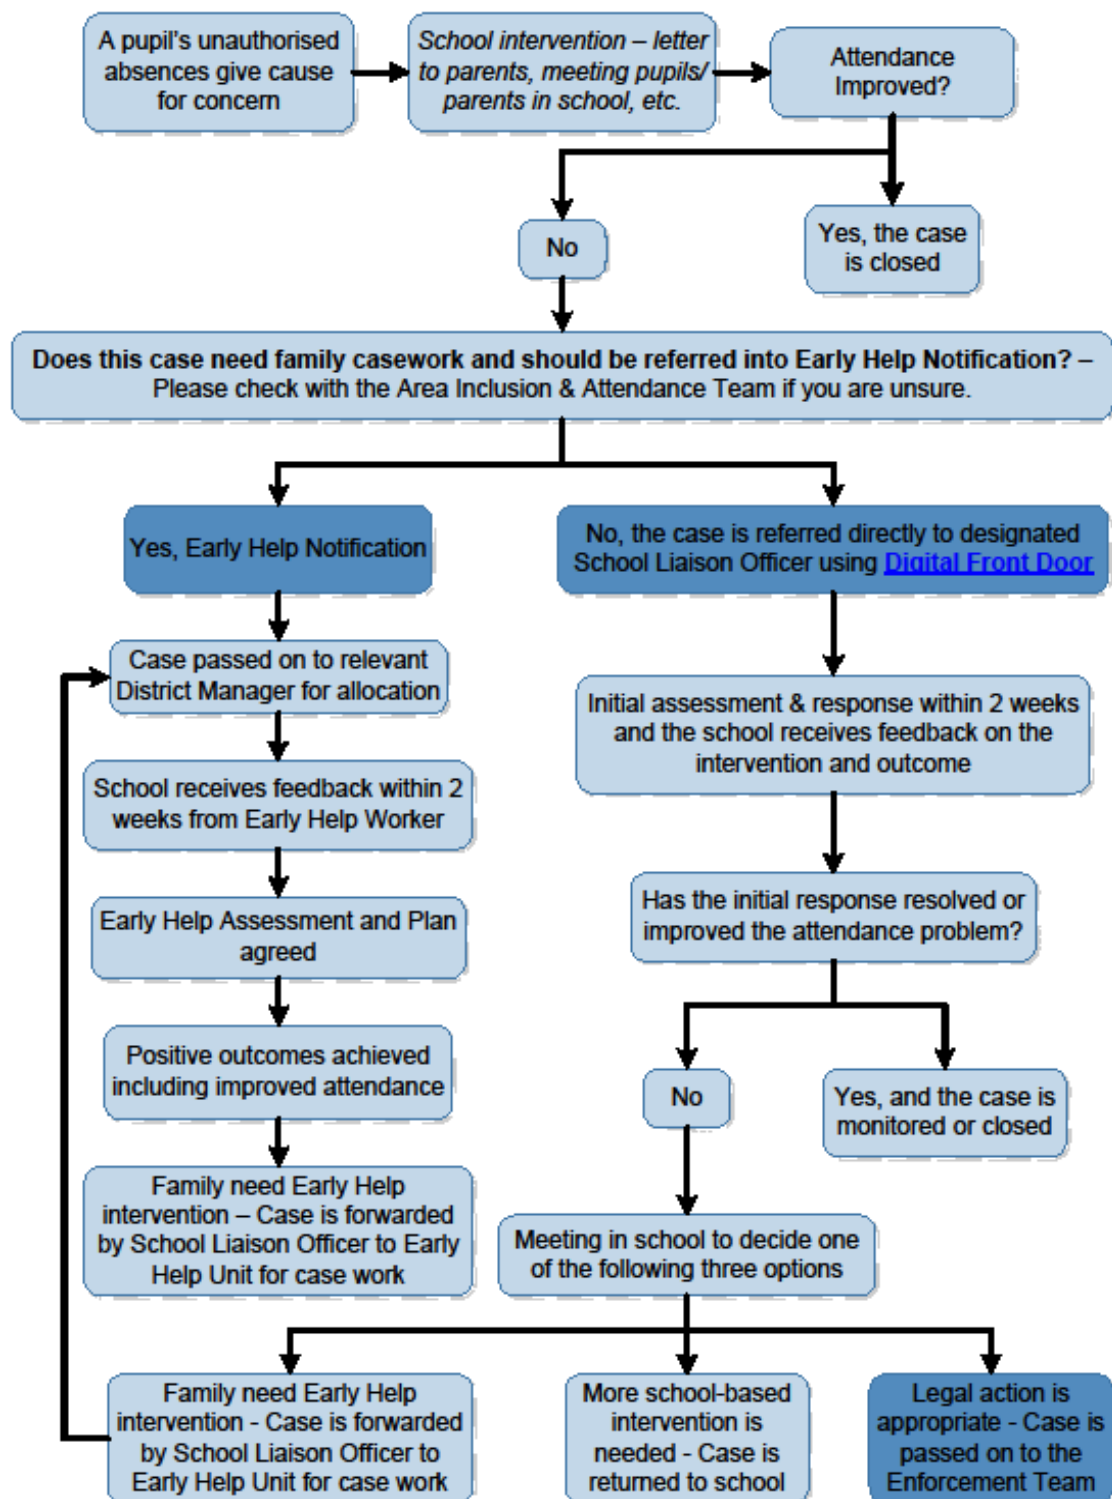 A pupil's unauthorised
absences give cause
for concern
School intervention – letter
to parents, meeting pupils/
parents in school, etc.
Attendance
Improved?
No
Yes, the case
is closed
Does this case need family casework and should be referred into Early Help Notification? –
Please check with the Area Inclusion & Attendance Team if you are unsure.
Yes, Early Help Notification
No, the case is referred directly to designated
School Liaison Officer using Digital Front Door
Case passed on to relevant
District Manager for allocation
Initial assessment & response within 2 weeks
and the school receives feedback on the
intervention and outcome
School receives feedback within 2
weeks from Early Help Worker
Has the initial response resolved or
improved the attendance problem?
Early Help Assessment and Plan
agreed
Positive outcomes achieved
including improved attendance
No
Yes, and the case is
monitored or closed
Family need Early Help
intervention – Case is forwarded
by School Liaison Officer to Early
Help Unit for case work
Meeting in school to decide one
of the following three options
Family need Early Help
intervention - Case is forwarded
by School Liaison Officer to
Early Help Unit for case work
More school-based
intervention is
needed - Case is
returned to school
Legal action is
appropriate - Case is
passed on to the
Enforcement Team